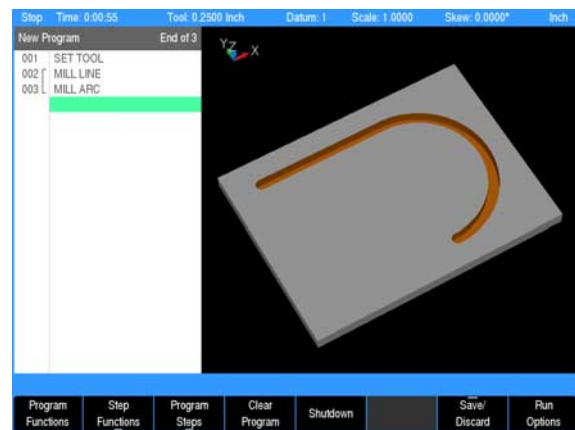 Stop Time: 0:00:55 Tool: 0.2500 Inch Datum: 1 Scale: 1.0000 Skew: 0.0000° Inch
New Program End of 3
001 SET TOOL
002 MILL LINE
003 MILL ARC
Y Z X
Program Functions
Step Functions
Program Steps
Clear Program
Shutdown
Save/ Discard
Run Options